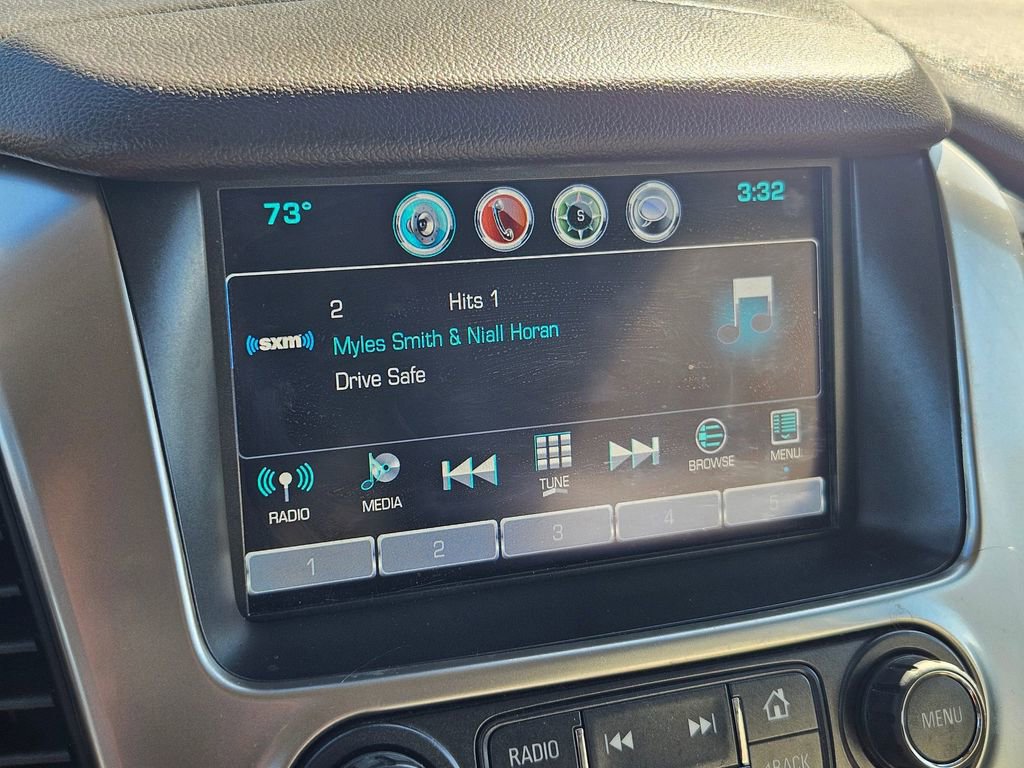 73°
S
3:32
2 Hits 1
((sxm))
Myles Smith & Niall Horan
Drive Safe
RADIO
MEDIA
TUNE
BROWSE
MENU
1
2
3
4
5
RADIO
MENU
BACK